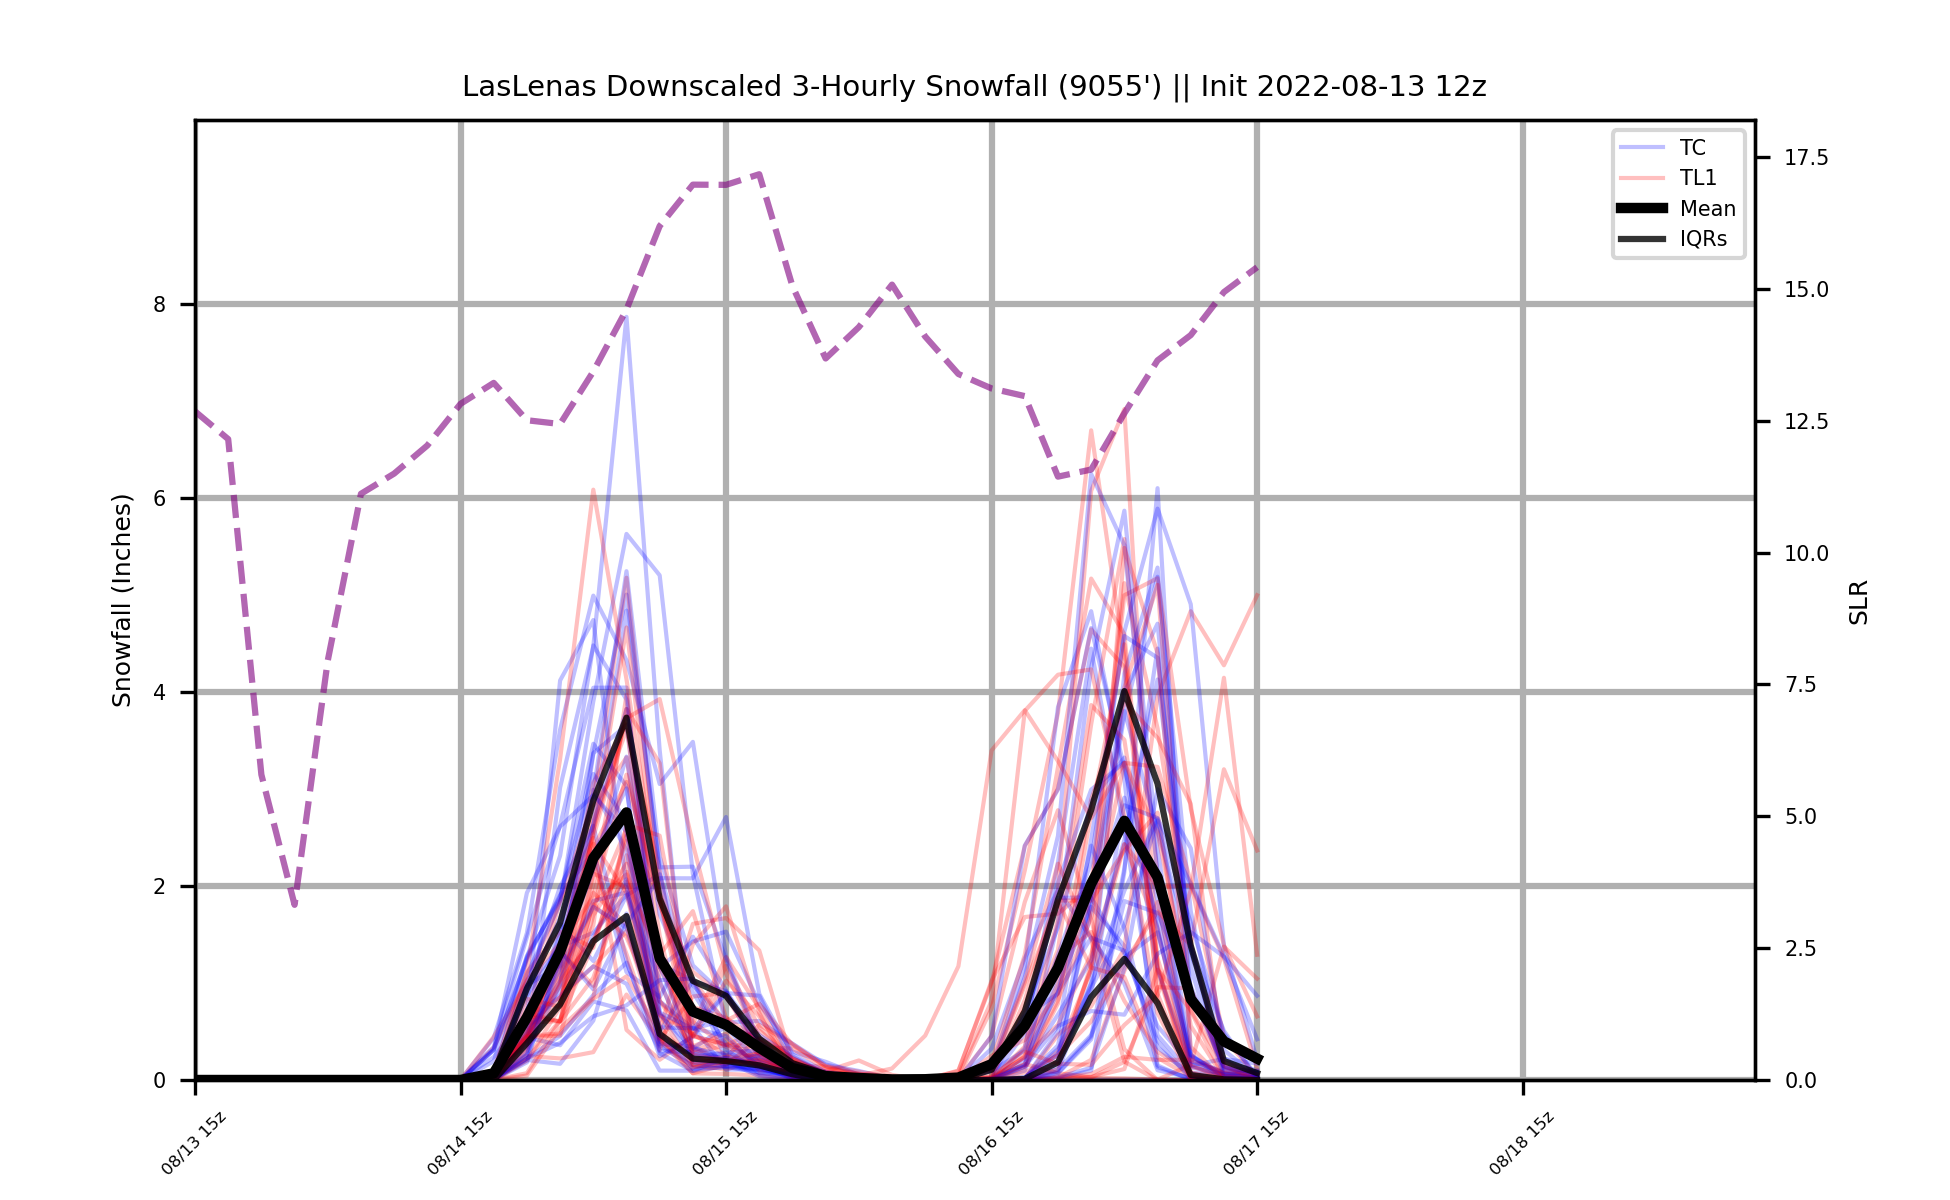 LasLenas Downscaled 3-Hourly Snowfall (9055') || Init 2022-08-13 12z
TC
TL1
Mean
IQRs
17.5
15.0
12.5
10.0
7.5
5.0
2.5
0.0
SLR
8
6
4
2
0
Snowfall (Inches)
08/13 15z
08/14 15z
08/15 15z
08/16 15z
08/17 15z
08/18 15z